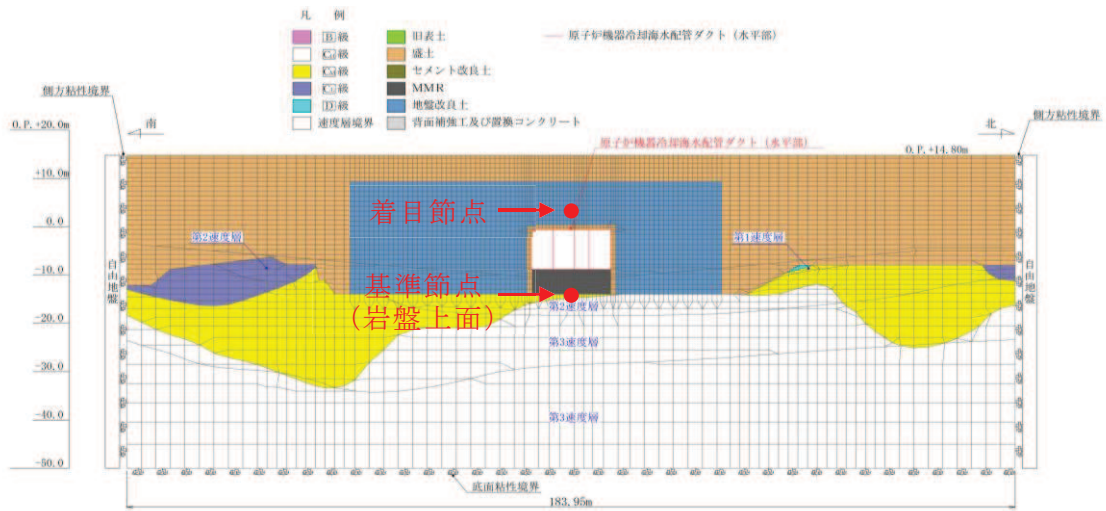 凡 例
B級
CH級
CM級
CL級
D級
速度層境界
旧表土
盛土
セメント改良土
MMR
地盤改良土
背面補強工及び置換コンクリート
原子炉機器冷却海水配管ダクト（水平部）
側方粘性境界
側方粘性境界
O.P.+20.0m
南
北
原子炉機器冷却海水配管ダクト（水平部）
O.P.+14.80m
+10.0m
0.0
-10.0
-20.0
-30.0
-40.0
-50.0
着目節点
第2速度層
第1速度層
自由地盤
自由地盤
基準節点
（岩盤上面）
第2速度層
第3速度層
第3速度層
底面粘性境界
183.95m